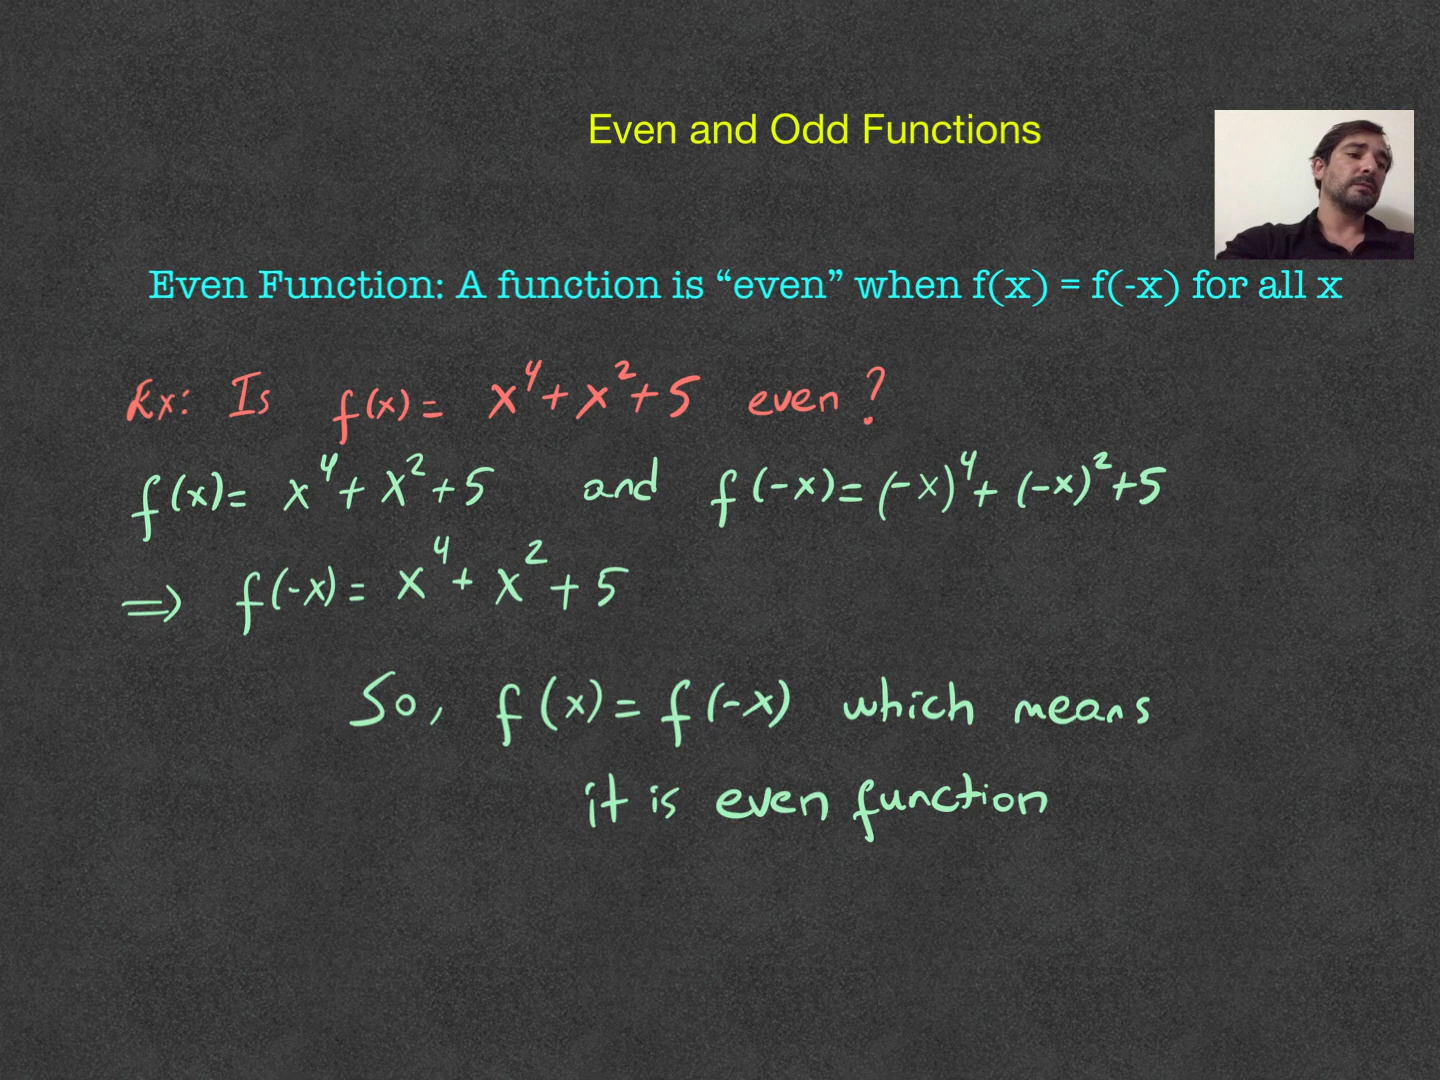 Even and Odd Functions
Even Function: A function is “even” when f(x) = f(-x) for all x
Ex: Is f(x) = x⁴ + x² + 5 even?
f(x) = x⁴ + x² + 5 and f(-x) = (-x)⁴ + (-x)² + 5
⇒ f(-x) = x⁴ + x² + 5
So, f(x) = f(-x) which means
it is even function